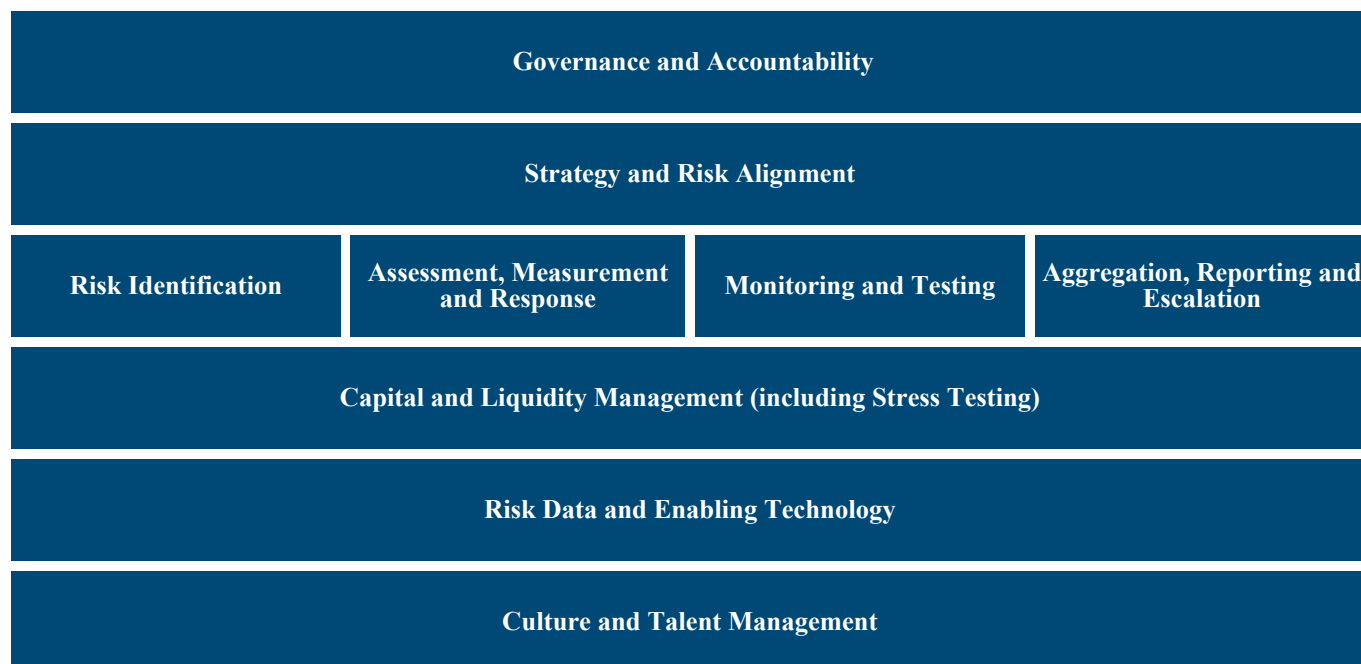 Governance and Accountability
Strategy and Risk Alignment
Risk Identification
Assessment, Measurement
and Response
Monitoring and Testing
Aggregation, Reporting and
Escalation
Capital and Liquidity Management (including Stress Testing)
Risk Data and Enabling Technology
Culture and Talent Management